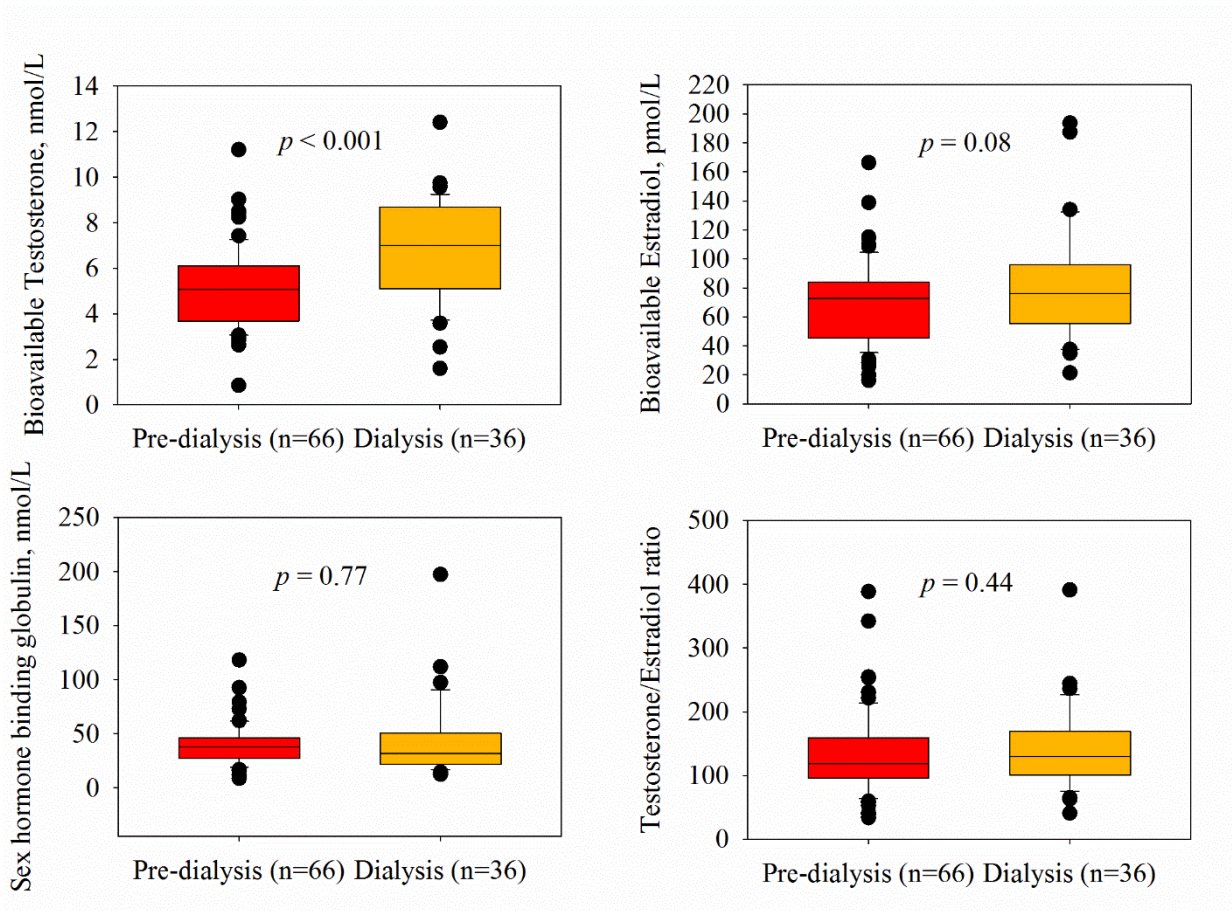 Bioavailable Testosterone, nmol/L
14
12
10
8
6
4
2
0
p < 0.001
Pre-dialysis (n=66) Dialysis (n=36)
Bioavailable Estradiol, pmol/L
220
200
180
160
140
120
100
80
60
40
20
0
p = 0.08
Pre-dialysis (n=66) Dialysis (n=36)
Sex hormone binding globulin, nmol/L
250
200
150
100
50
0
p = 0.77
Pre-dialysis (n=66) Dialysis (n=36)
Testosterone/Estradiol ratio
500
400
300
200
100
0
p = 0.44
Pre-dialysis (n=66) Dialysis (n=36)